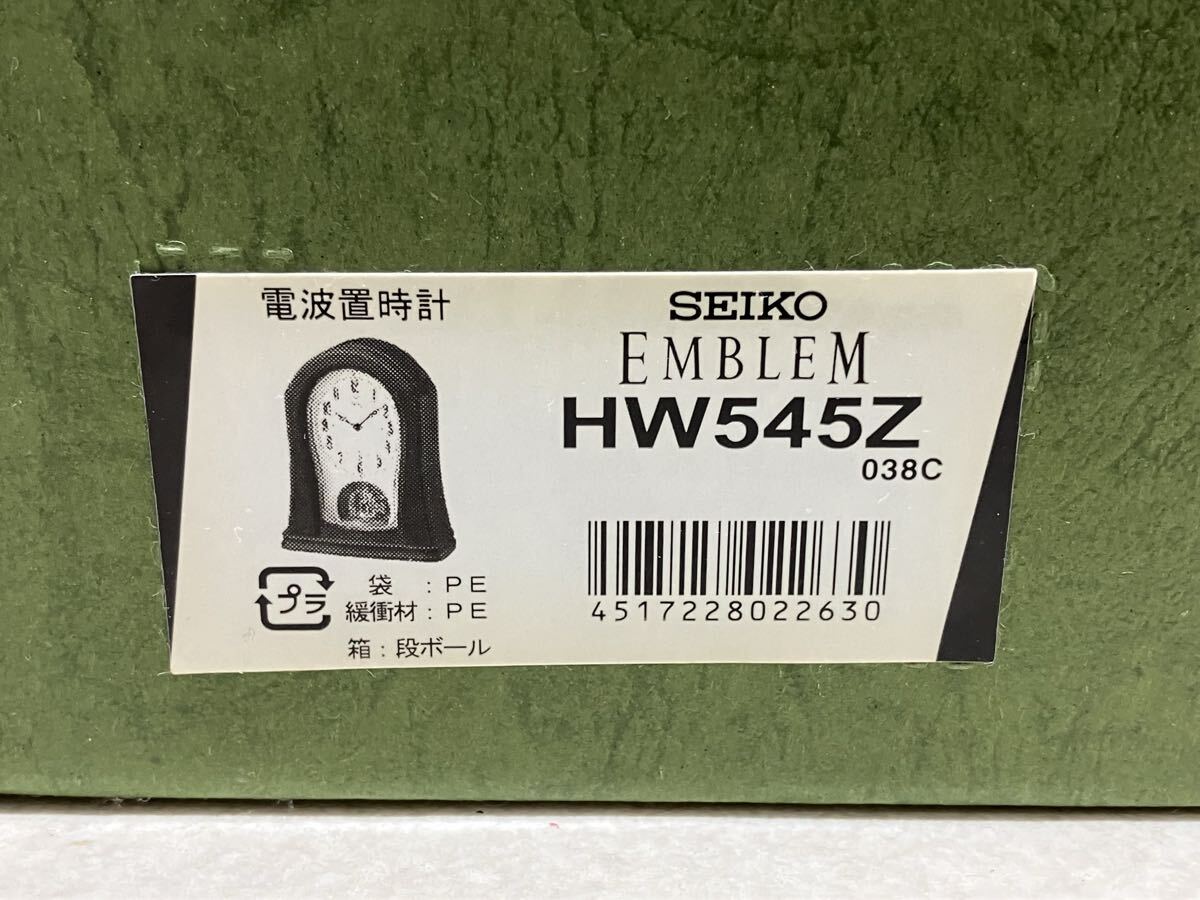 電波置時計
SEIKO
EMBLEM
HW545Z
038C
プラ
袋 : PE
緩衝材 : PE
箱 : 段ボール
4517228022630